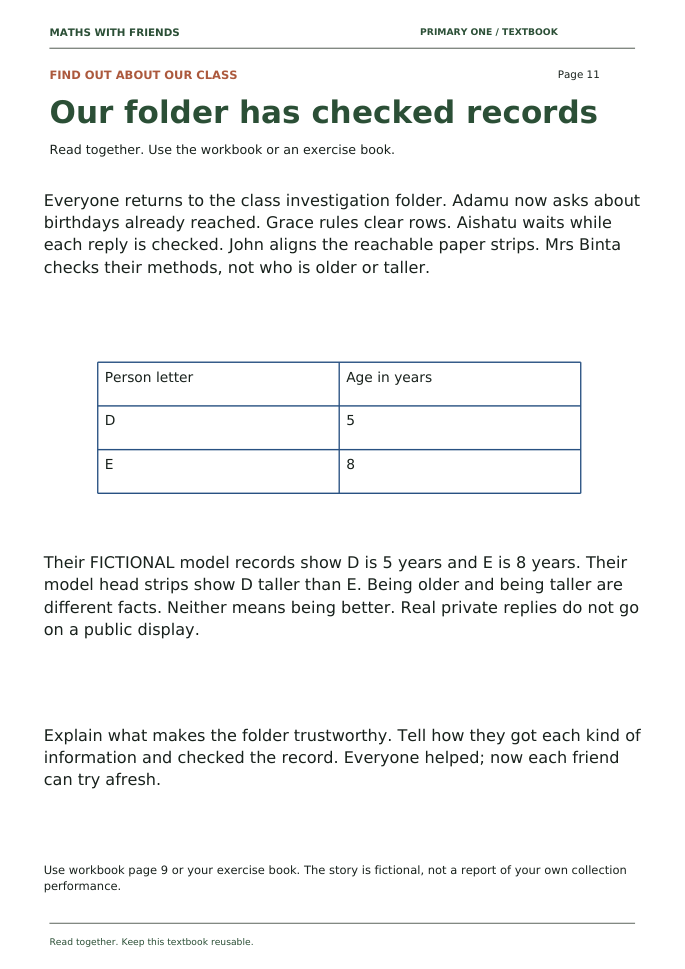 MATHS WITH FRIENDS
PRIMARY ONE / TEXTBOOK
FIND OUT ABOUT OUR CLASS
Page 11
Our folder has checked records
Read together. Use the workbook or an exercise book.
Everyone returns to the class investigation folder. Adamu now asks about
birthdays already reached. Grace rules clear rows. Aishatu waits while
each reply is checked. John aligns the reachable paper strips. Mrs Binta
checks their methods, not who is older or taller.
Person letter
Age in years
D
5
E
8
Their FICTIONAL model records show D is 5 years and E is 8 years. Their
model head strips show D taller than E. Being older and being taller are
different facts. Neither means being better. Real private replies do not go
on a public display.
Explain what makes the folder trustworthy. Tell how they got each kind of
information and checked the record. Everyone helped; now each friend
can try afresh.
Use workbook page 9 or your exercise book. The story is fictional, not a report of your own collection
performance.
Read together. Keep this textbook reusable.